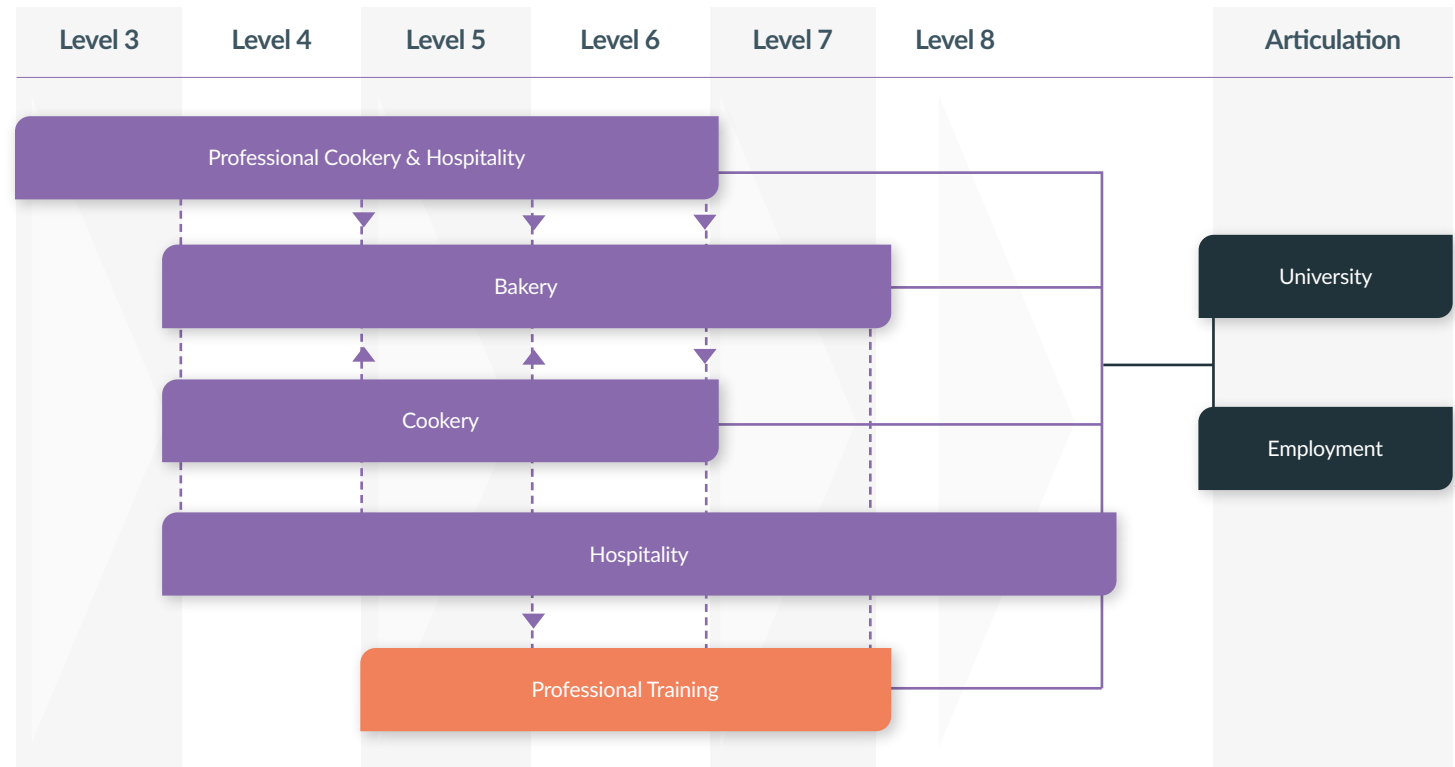 Level 3
Level 4
Level 5
Level 6
Level 7
Level 8
Articulation
Professional Cookery & Hospitality
Bakery
University
Cookery
Employment
Hospitality
Professional Training